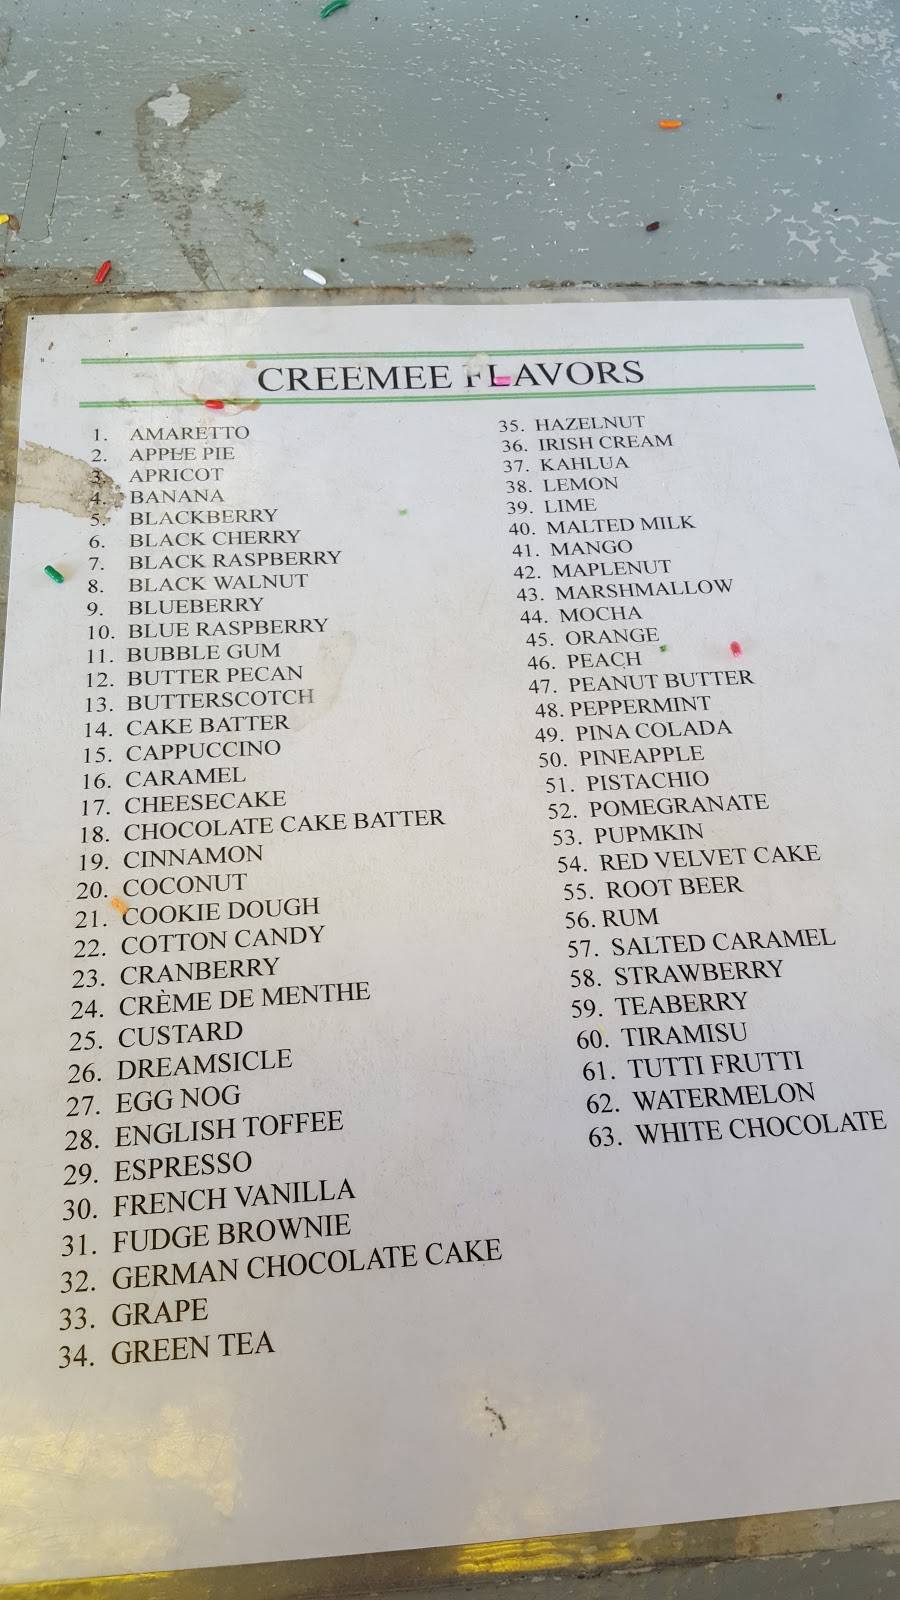 CREEMEE FLAVORS
1. AMARETTO
2. APPLE PIE
3. APRICOT
4. BANANA
5. BLACKBERRY
6. BLACK CHERRY
7. BLACK RASPBERRY
8. BLACK WALNUT
9. BLUEBERRY
10. BLUE RASPBERRY
11. BUBBLE GUM
12. BUTTER PECAN
13. BUTTERSCOTCH
14. CAKE BATTER
15. CAPPUCCINO
16. CARAMEL
17. CHEESECAKE
18. CHOCOLATE CAKE BATTER
19. CINNAMON
20. COCONUT
21. COOKIE DOUGH
22. COTTON CANDY
23. CRANBERRY
24. CRÈME DE MENTHE
25. CUSTARD
26. DREAMSICLE
27. EGG NOG
28. ENGLISH TOFFEE
29. ESPRESSO
30. FRENCH VANILLA
31. FUDGE BROWNIE
32. GERMAN CHOCOLATE CAKE
33. GRAPE
34. GREEN TEA
35. HAZELNUT
36. IRISH CREAM
37. KAHLUA
38. LEMON
39. LIME
40. MALTED MILK
41. MANGO
42. MAPLENUT
43. MARSHMALLOW
44. MOCHA
45. ORANGE
46. PEACH
47. PEANUT BUTTER
48. PEPPERMINT
49. PINA COLADA
50. PINEAPPLE
51. PISTACHIO
52. POMEGRANATE
53. PUPMKIN
54. RED VELVET CAKE
55. ROOT BEER
56. RUM
57. SALTED CARAMEL
58. STRAWBERRY
59. TEABERRY
60. TIRAMISU
61. TUTTI FRUTTI
62. WATERMELON
63. WHITE CHOCOLATE